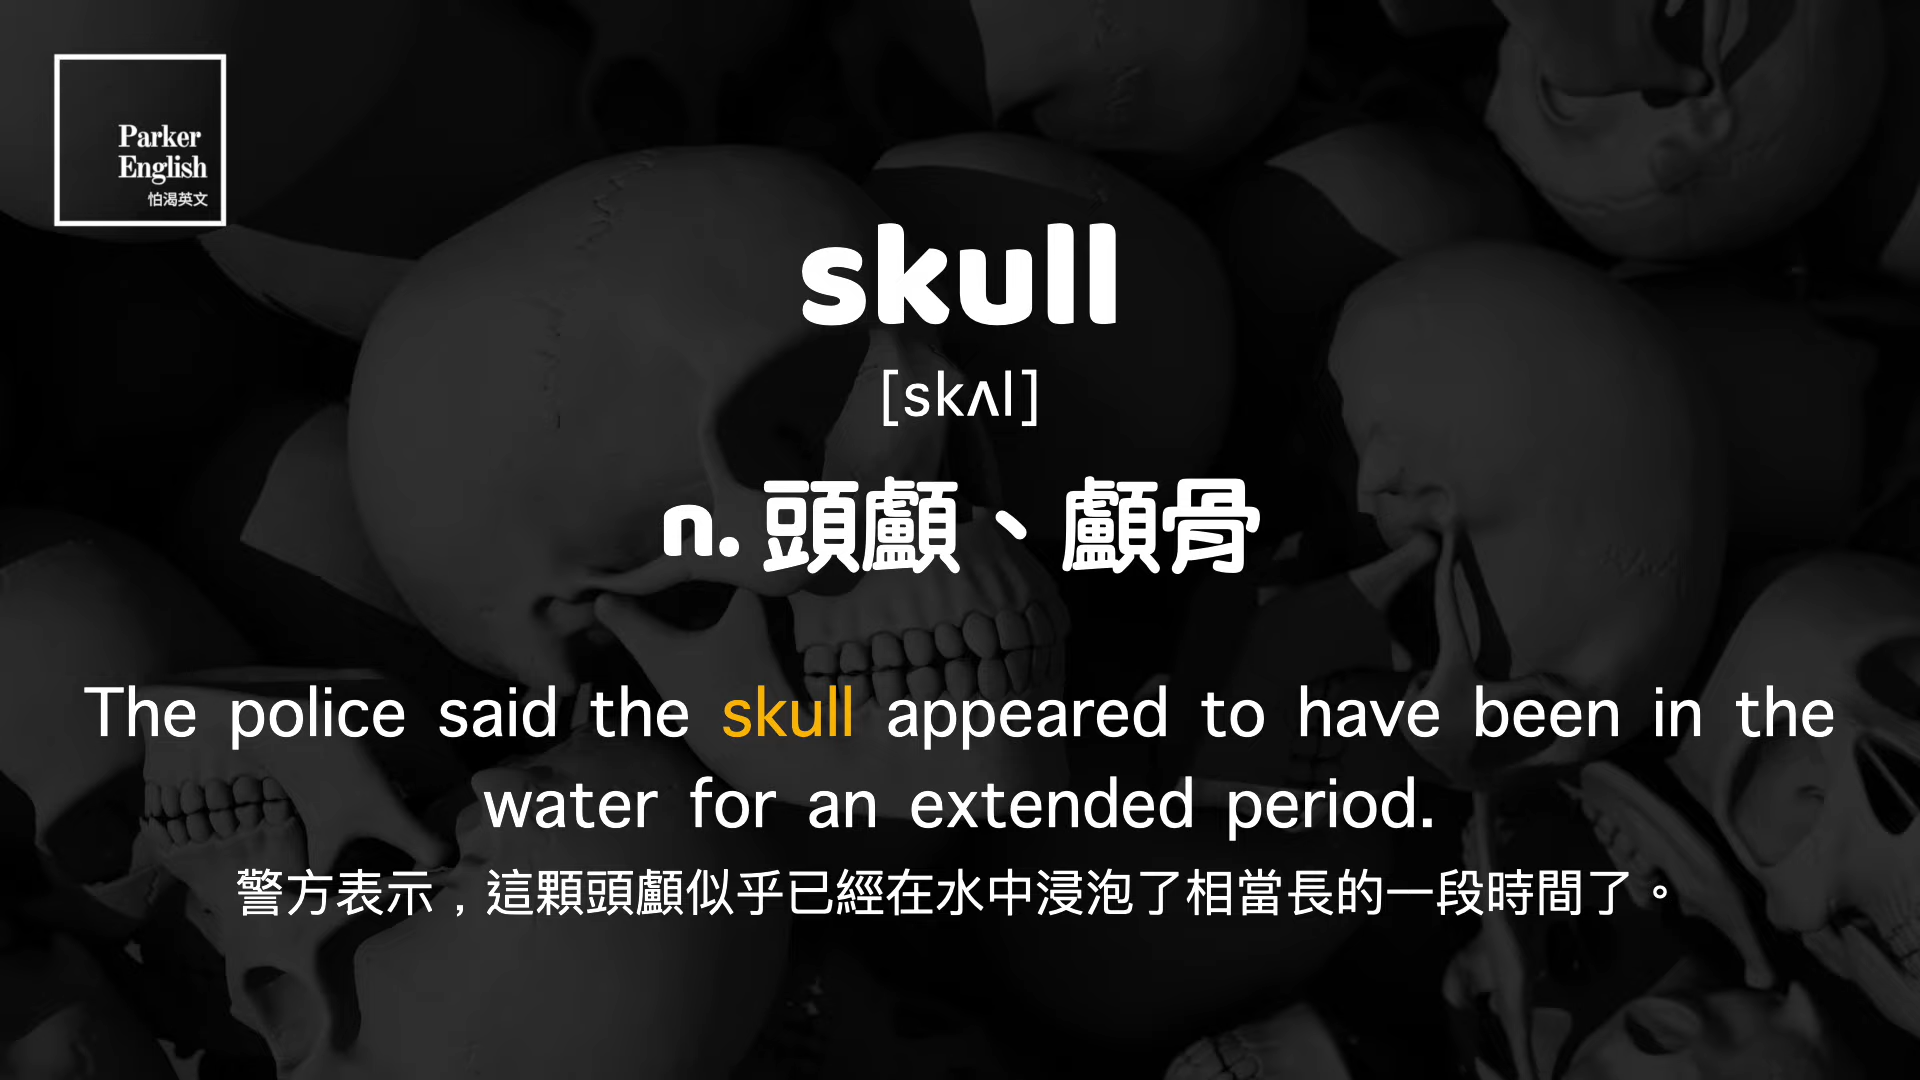 Parker
English
怕渴英文
skull
[skʌl]
n. 頭顱、顱骨
The police said the skull appeared to have been in the
water for an extended period.
警方表示，這顆頭顱似乎已經在水中浸泡了相當長的一段時間了。